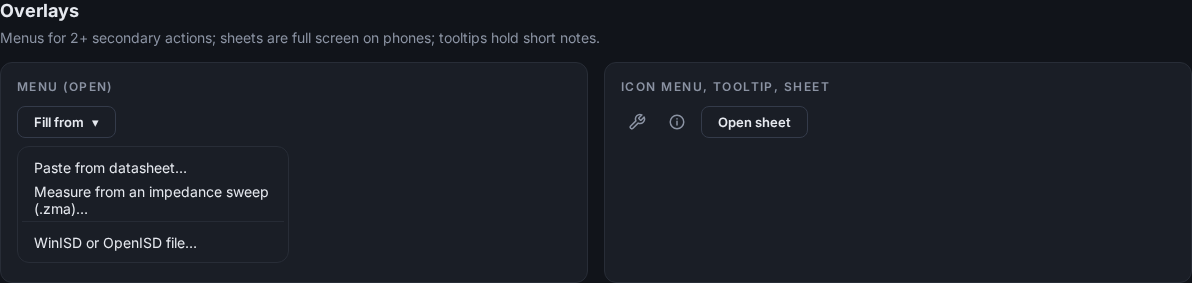 Overlays
Menus for 2+ secondary actions; sheets are full screen on phones; tooltips hold short notes.
MENU (OPEN)
Fill from ▾
Paste from datasheet...
Measure from an impedance sweep
(.zma)...
WinISD or OpenISD file...
ICON MENU, TOOLTIP, SHEET
Open sheet